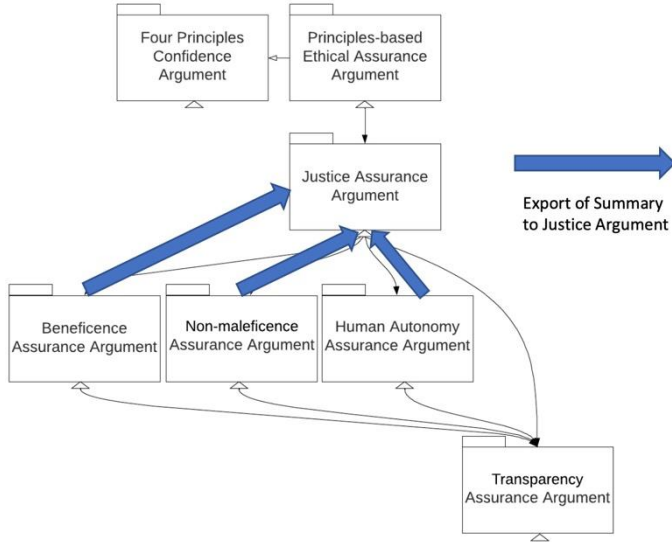 Four Principles
Confidence
Argument
Principles-based
Ethical Assurance
Argument
Justice Assurance
Argument
Export of Summary
to Justice Argument
Beneficence
Assurance Argument
Non-maleficence
Assurance Argument
Human Autonomy
Assurance Argument
Transparency
Assurance Argument